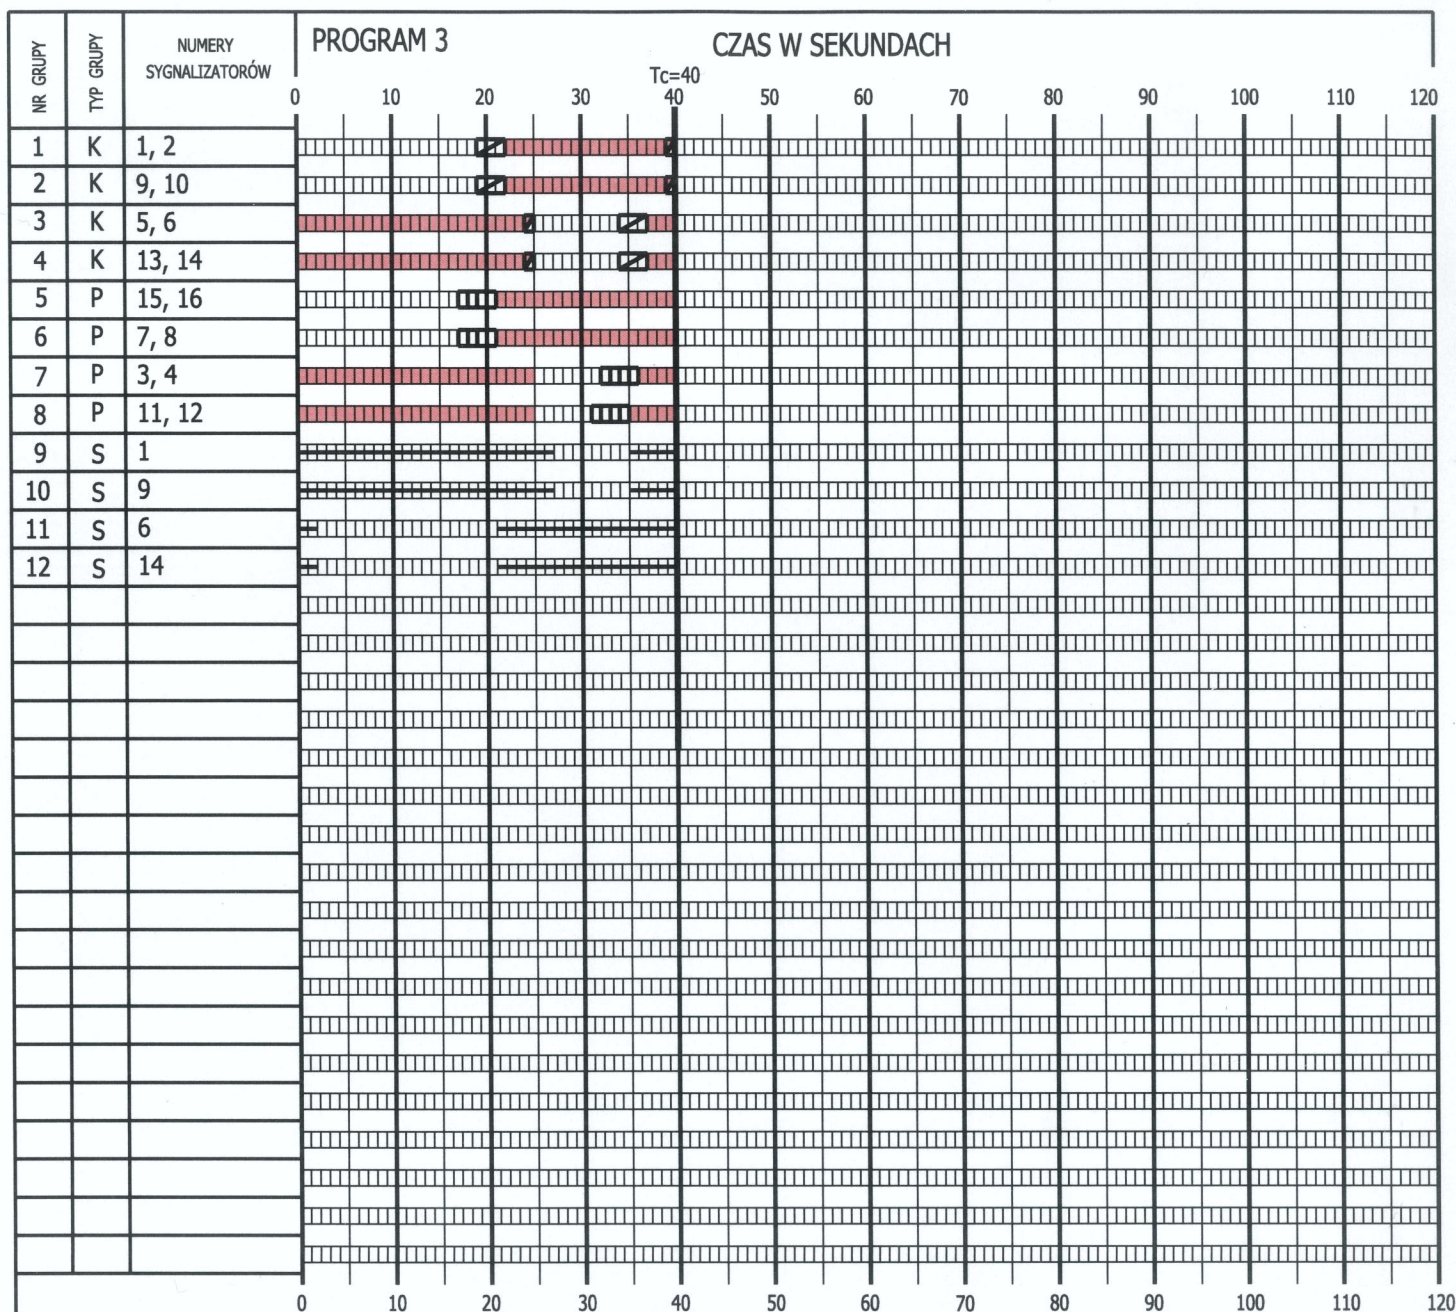 NR GRUPY
TYP GRUPY
NUMERY
SYGNALIZATORÓW
PROGRAM 3
CZAS W SEKUNDACH
Tc=40
0 10 20 30 40 50 60 70 80 90 100 110 120
1 K 1, 2
2 K 9, 10
3 K 5, 6
4 K 13, 14
5 P 15, 16
6 P 7, 8
7 P 3, 4
8 P 11, 12
9 S 1
10 S 9
11 S 6
12 S 14
0 10 20 30 40 50 60 70 80 90 100 110 120